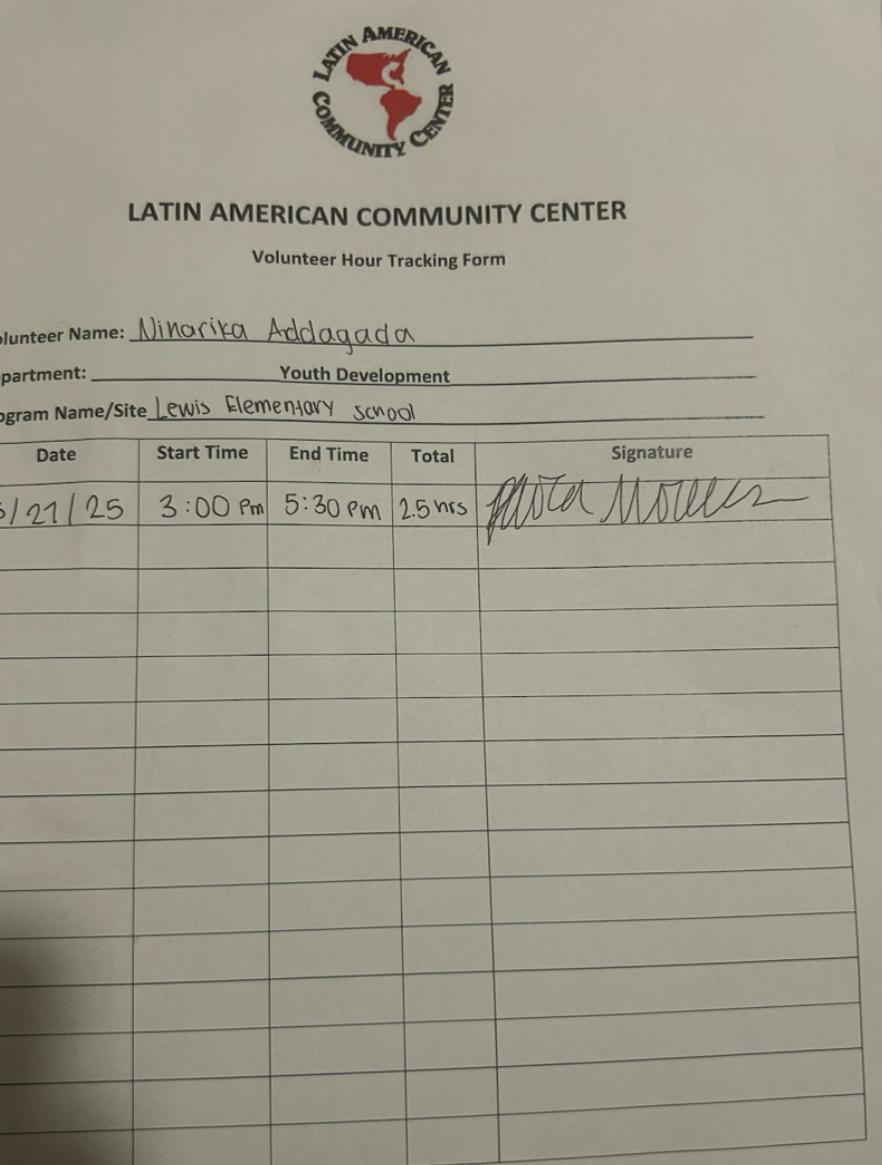 LATIN AMERICAN
COMMUNITY CENTER
LATIN AMERICAN COMMUNITY CENTER
Volunteer Hour Tracking Form
olunteer Name: Ninarika Addagada
partment: Youth Development
ogram Name/Site Lewis Elementary school
Date Start Time End Time Total Signature
/27/25 3:00 Pm 5:30 pm 2.5 hrs